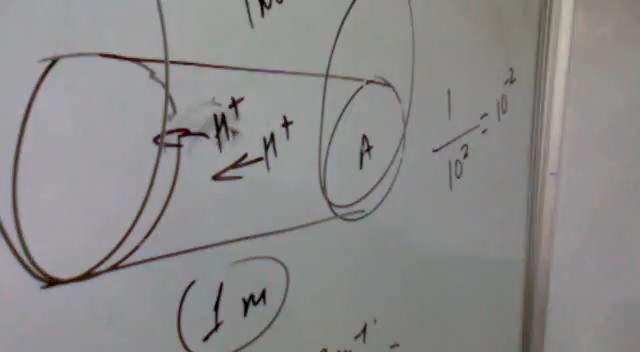 H⁺
H⁺
A
1/10² = 10⁻²
1 m